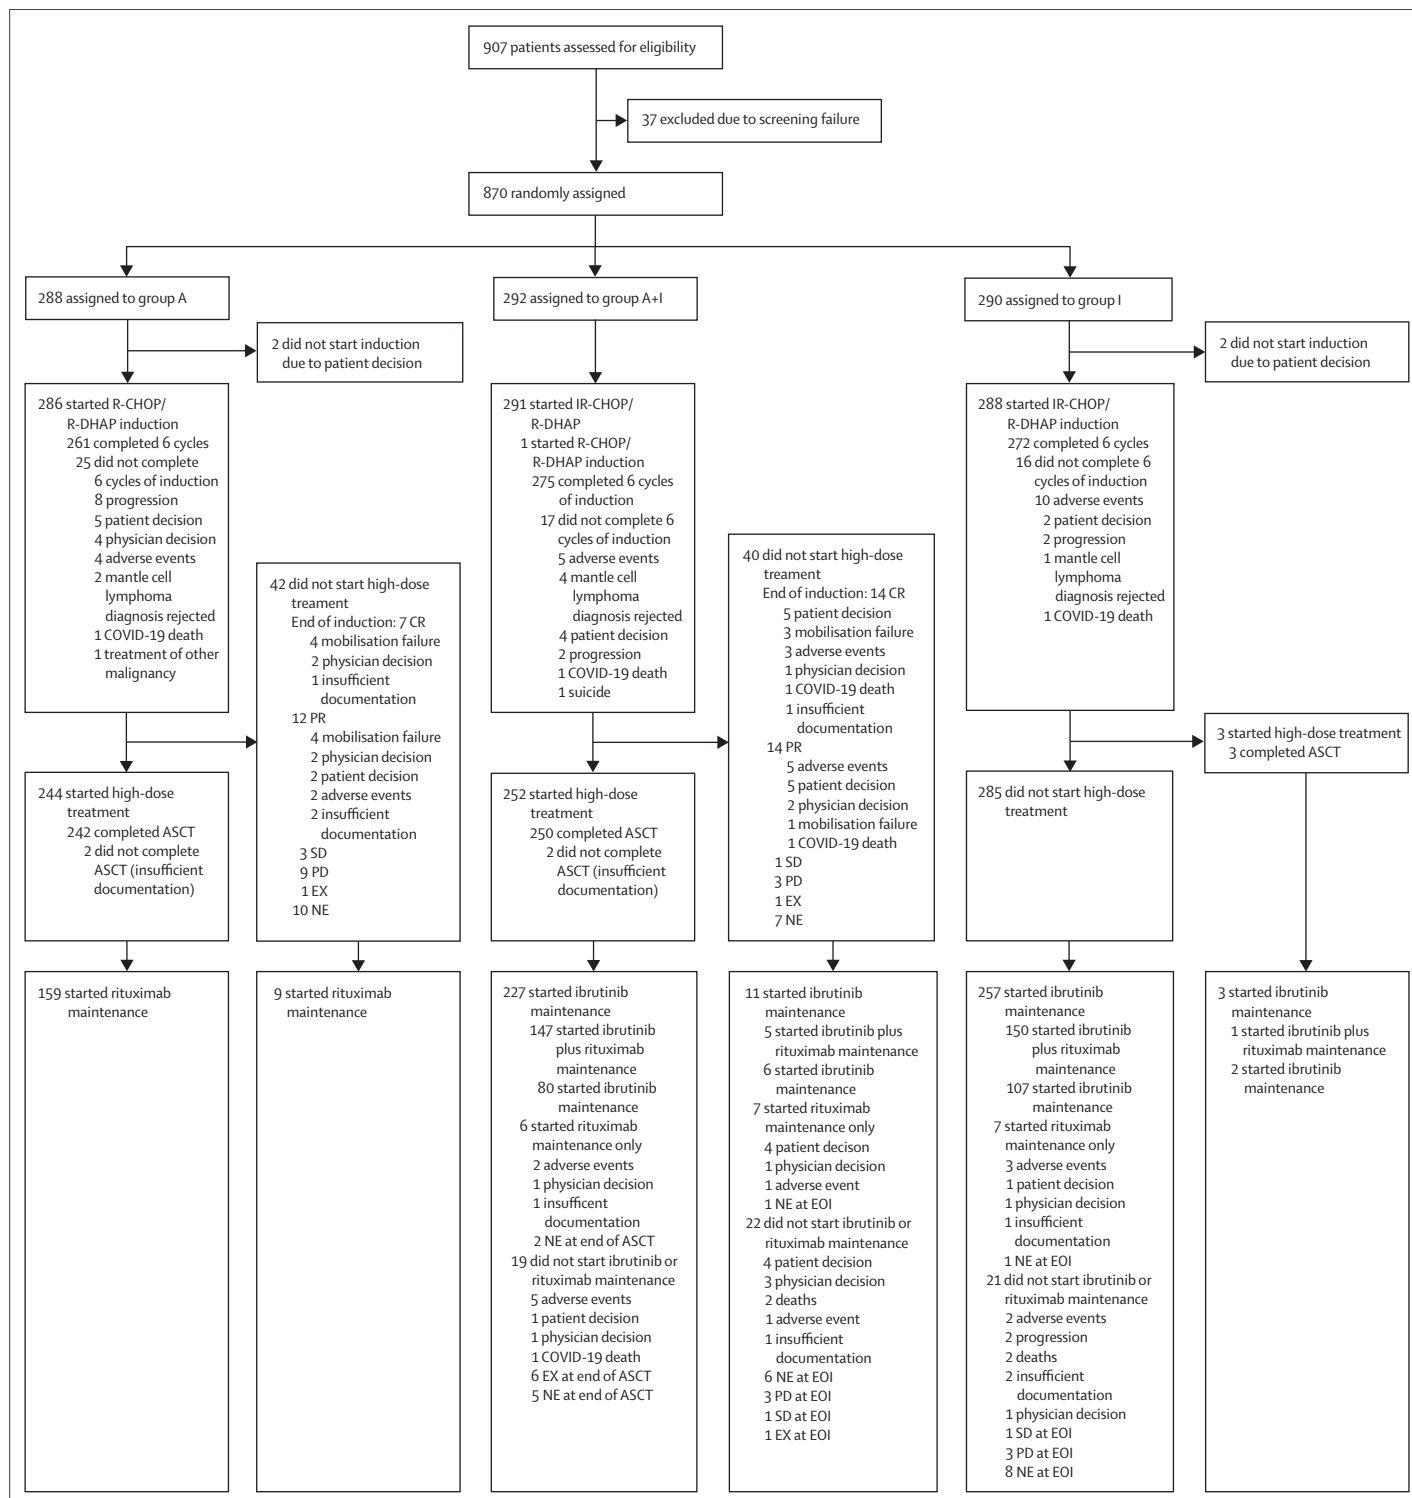 907 patients assessed for eligibility
37 excluded due to screening failure
870 randomly assigned
288 assigned to group A
292 assigned to group A+I
290 assigned to group I
2 did not start induction
due to patient decision
2 did not start induction
due to patient decision
286 started R-CHOP/
R-DHAP induction
261 completed 6 cycles
25 did not complete
6 cycles of induction
8 progression
5 patient decision
4 physician decision
4 adverse events
2 mantle cell
lymphoma
diagnosis rejected
1 COVID-19 death
1 treatment of other
malignancy
42 did not start high-dose
treament
End of induction: 7 CR
4 mobilisation failure
2 physician decision
1 insufficient
documentation
12 PR
4 mobilisation failure
2 physician decision
2 patient decision
2 adverse events
2 insufficient
documentation
3 SD
9 PD
1 EX
10 NE
291 started IR-CHOP/
R-DHAP
1 started R-CHOP/
R-DHAP induction
275 completed 6 cycles
of induction
17 did not complete 6
cycles of induction
5 adverse events
4 mantle cell
lymphoma
diagnosis rejected
4 patient decision
2 progression
1 COVID-19 death
1 suicide
40 did not start high-dose
treament
End of induction: 14 CR
5 patient decision
3 mobilisation failure
3 adverse events
1 physician decision
1 COVID-19 death
1 insufficient
documentation
14 PR
5 adverse events
5 patient decision
2 physician decision
1 mobilisation failure
1 COVID-19 death
1 SD
3 PD
1 EX
7 NE
288 started IR-CHOP/
R-DHAP induction
272 completed 6 cycles
16 did not complete 6
cycles of induction
10 adverse events
2 patient decision
2 progression
1 mantle cell
lymphoma
diagnosis rejected
1 COVID-19 death
3 started high-dose treatment
3 completed ASCT
244 started high-dose
treatment
242 completed ASCT
2 did not complete
ASCT (insufficient
documentation)
252 started high-dose
treatment
250 completed ASCT
2 did not complete
ASCT (insufficient
documentation)
285 did not start high-dose
treatment
159 started rituximab
maintenance
9 started rituximab
maintenance
227 started ibrutinib
maintenance
147 started ibrutinib
plus rituximab
maintenance
80 started ibrutinib
maintenance
6 started rituximab
maintenance only
2 adverse events
1 physician decision
1 insufficent
documentation
2 NE at end of ASCT
19 did not start ibrutinib or
rituximab maintenance
5 adverse events
1 patient decision
1 physician decision
1 COVID-19 death
6 EX at end of ASCT
5 NE at end of ASCT
11 started ibrutinib
maintenance
5 started ibrutinib plus
rituximab maintenance
6 started ibrutinib
maintenance
7 started rituximab
maintenance only
4 patient decison
1 physician decision
1 adverse event
1 NE at EOI
22 did not start ibrutinib or
rituximab maintenance
4 patient decision
3 physician decision
2 deaths
1 adverse event
1 insufficient
documentation
6 NE at EOI
3 PD at EOI
1 SD at EOI
1 EX at EOI
257 started ibrutinib
maintenance
150 started ibrutinib
plus rituximab
maintenance
107 started ibrutinib
maintenance
7 started rituximab
maintenance only
3 adverse events
1 patient decision
1 physician decision
1 insufficient
documentation
1 NE at EOI
21 did not start ibrutinib or
rituximab maintenance
2 adverse events
2 progression
2 deaths
2 insufficient
documentation
1 physician decision
1 SD at EOI
3 PD at EOI
8 NE at EOI
3 started ibrutinib
maintenance
1 started ibrutinib plus
rituximab maintenance
2 started ibrutinib
maintenance